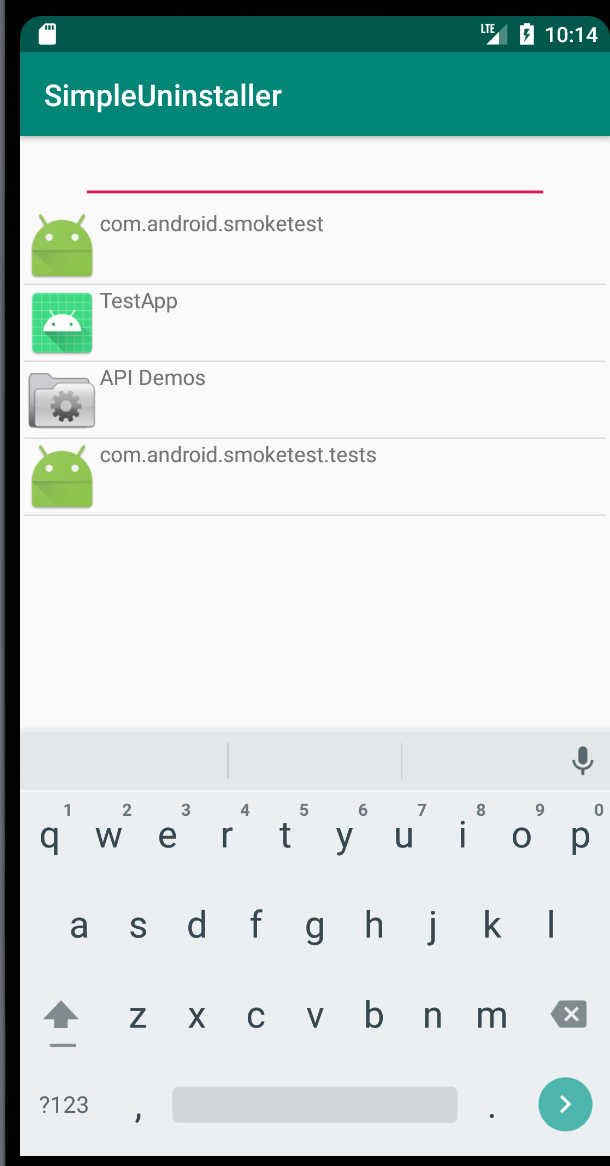 LTE 10:14
SimpleUninstaller
com.android.smoketest
TestApp
API Demos
com.android.smoketest.tests
1 2 3 4 5 6 7 8 9 0
q w e r t y u i o p
a s d f g h j k l
z x c v b n m
?123 , .